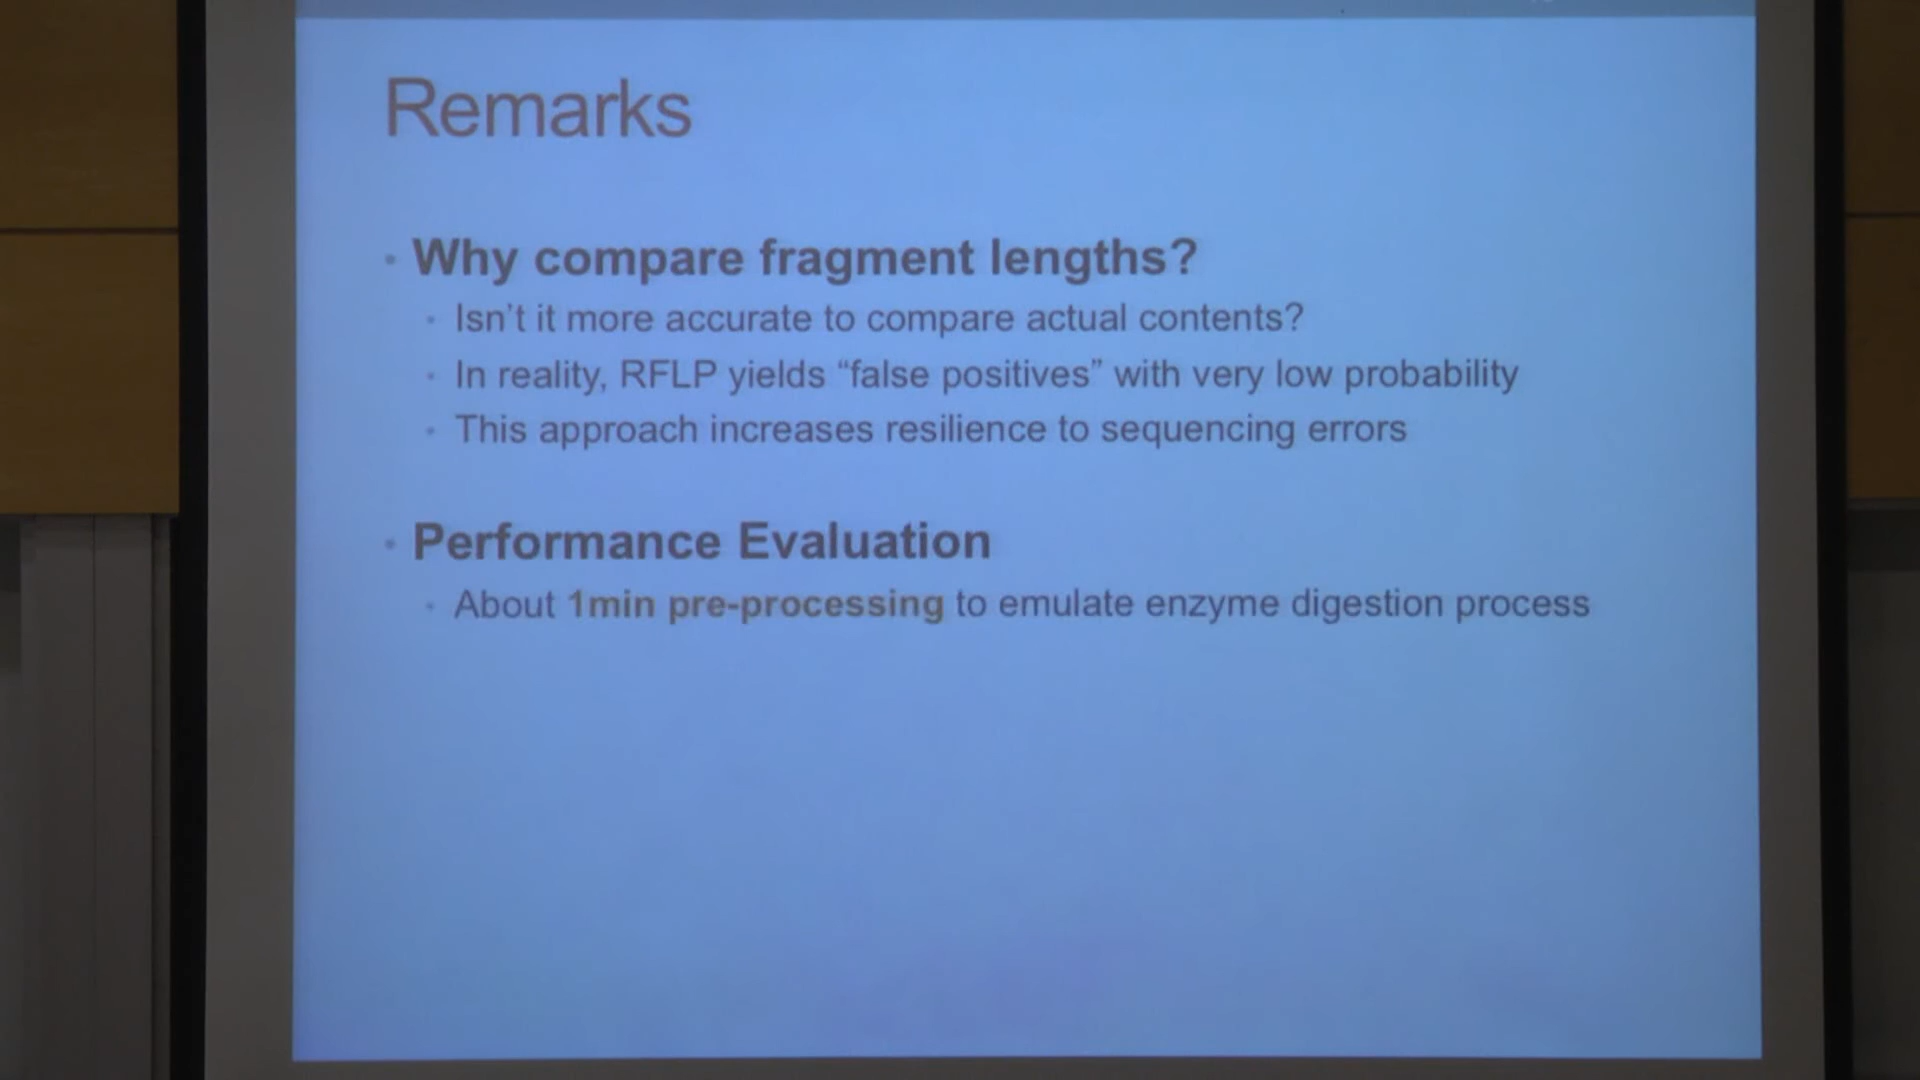 Remarks
• Why compare fragment lengths?
• Isn't it more accurate to compare actual contents?
• In reality, RFLP yields “false positives” with very low probability
• This approach increases resilience to sequencing errors
• Performance Evaluation
• About 1min pre-processing to emulate enzyme digestion process